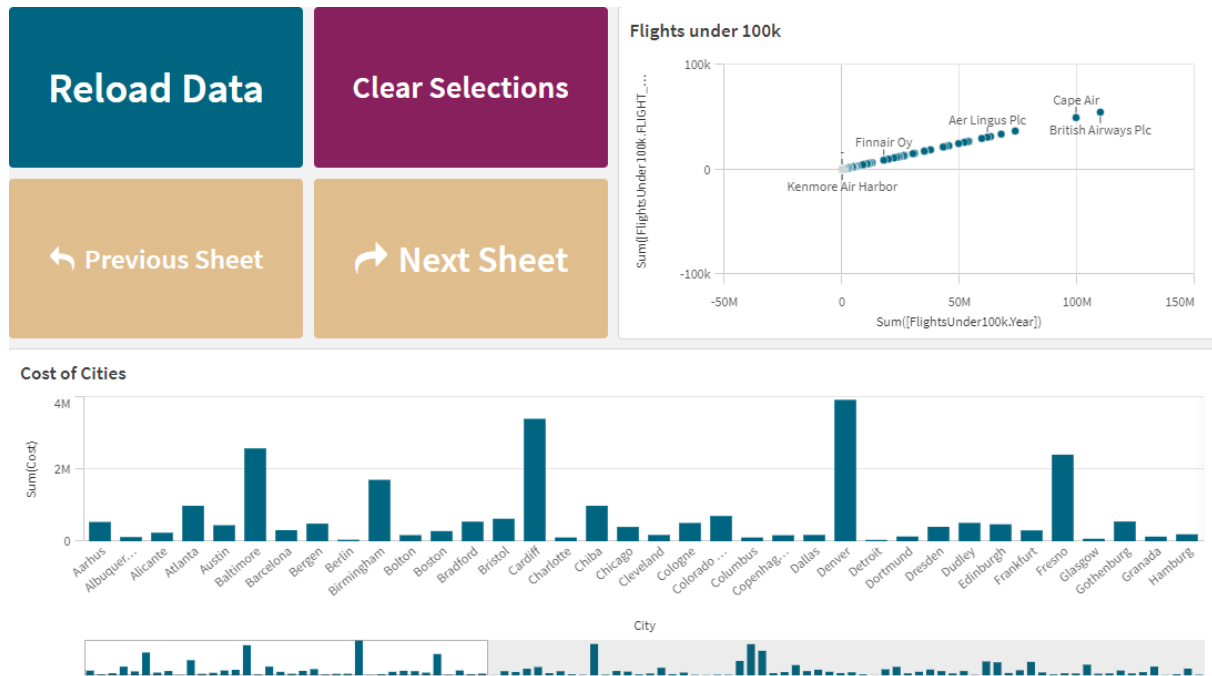 Reload Data
Clear Selections
Previous Sheet
Next Sheet
Flights under 100k
Sum([FlightsUnder100k.FLIGHT_...
100k
0
-100k
Cape Air
British Airways Plc
Aer Lingus Plc
Finnair Oy
Kenmore Air Harbor
-50M
0
50M
100M
150M
Sum([FlightsUnder100k.Year])
Cost of Cities
Sum(Cost)
4M
2M
0
Aarhus
Albuquer...
Alicante
Atlanta
Austin
Baltimore
Barcelona
Bergen
Berlin
Birmingham
Bolton
Boston
Bradford
Bristol
Cardiff
Charlotte
Chiba
Chicago
Cleveland
Cologne
Colorado ...
Columbus
Copenhag...
Dallas
Denver
Detroit
Dortmund
Dresden
Dudley
Edinburgh
Frankfurt
Fresno
Glasgow
Gothenburg
Granada
Hamburg
City